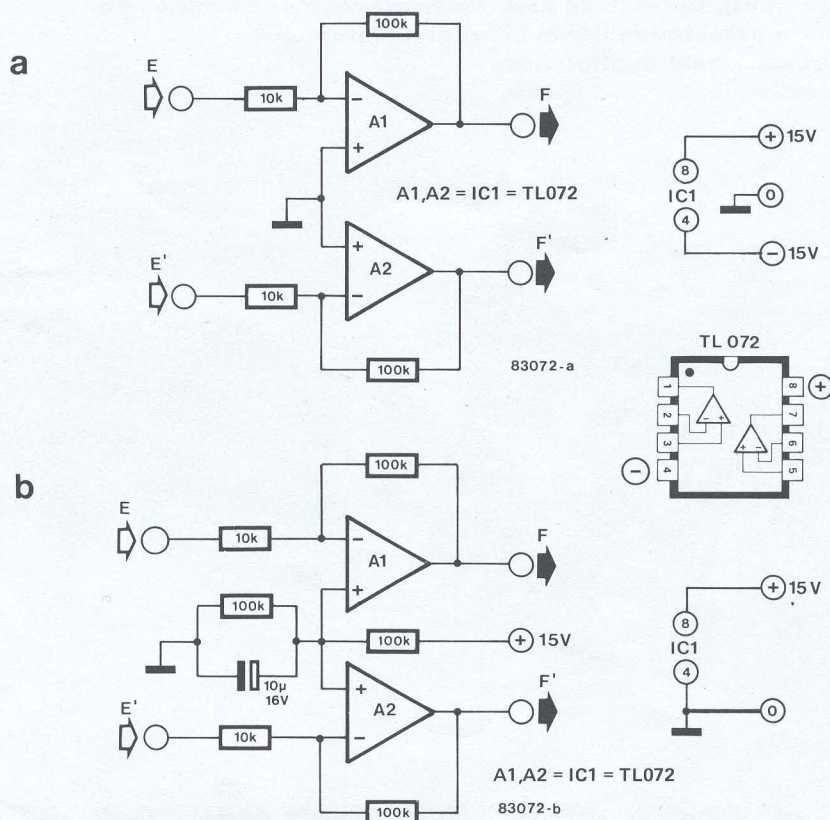 a
E
10k
100k
−
+
A1
F
A1,A2 = IC1 = TL072
E'
10k
+
−
A2
F'
100k
83072-a
+ 15V
8
IC1
0
4
− 15V
TL 072
1
2
3
4
8
7
6
5
+
−
− +
+ −
b
E
10k
100k
−
+
A1
F
100k
10µ
16V
100k
+ 15V
E'
10k
+
−
A2
F'
100k
A1,A2 = IC1 = TL072
83072-b
+ 15V
8
IC1
4
0